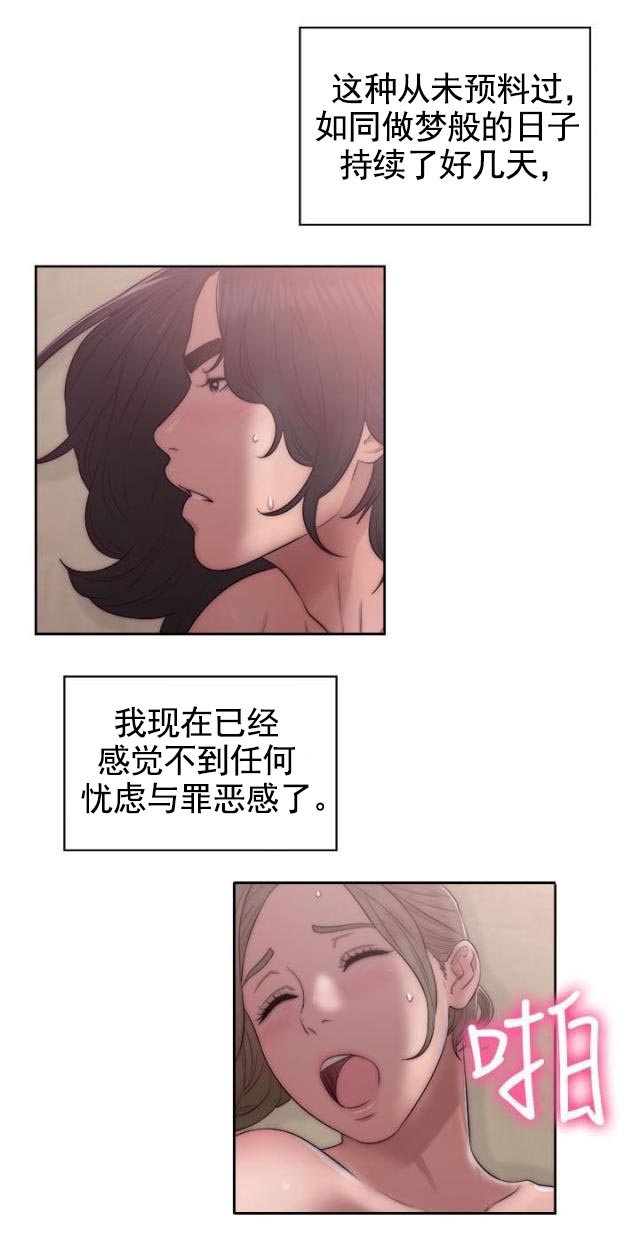 这种从未预料过，
如同做梦般的日子
持续了好几天，
我现在已经
感觉不到任何
忧虑与罪恶感了。
啪